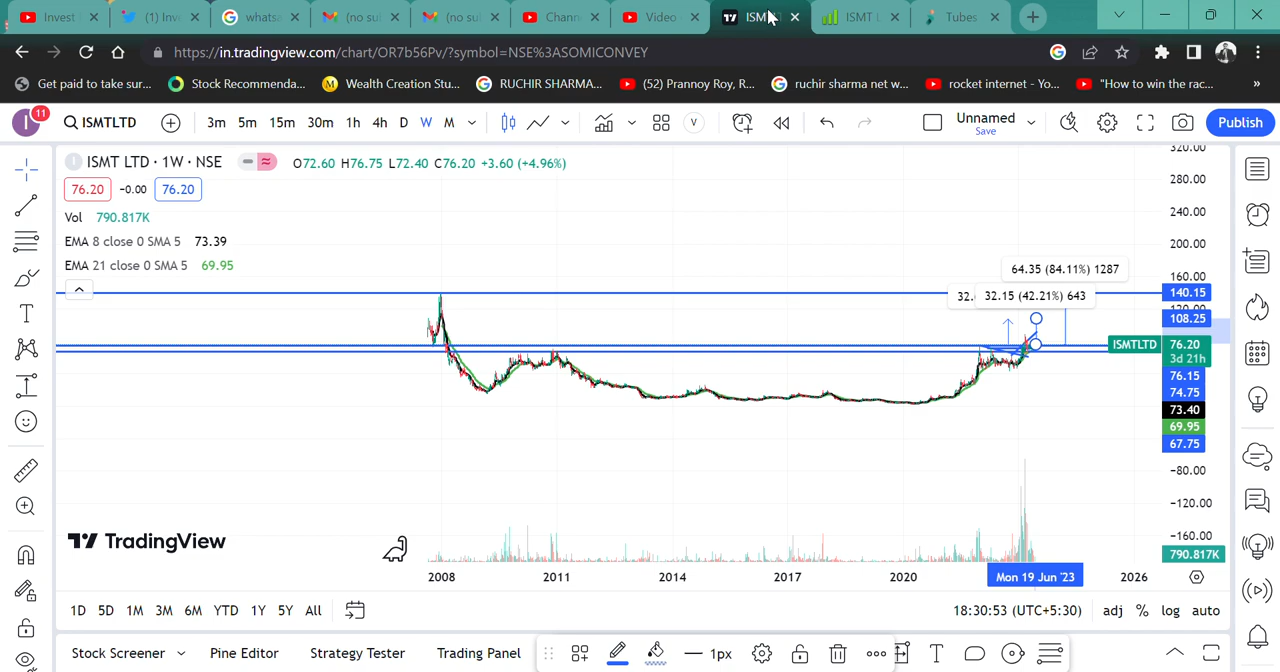 Invest
(1) Inv
whatsa
(no sul
(no sul
Chann
Video
ISMT
ISMT L
Tubes
https://in.tradingview.com/chart/OR7b56Pv/?symbol=NSE%3ASOMICONVEY
Get paid to take sur...
Stock Recommenda...
Wealth Creation Stu...
RUCHIR SHARMA...
(52) Prannoy Roy, R...
ruchir sharma net w...
rocket internet - Yo...
"How to win the rac...
»
I 11
ISMTLTD
3m 5m 15m 30m 1h 4h D W M
V
Unnamed
Save
Publish
I ISMT LTD · 1W · NSE
O72.60 H76.75 L72.40 C76.20 +3.60 (+4.96%)
76.20 -0.00 76.20
Vol 790.817K
EMA 8 close 0 SMA 5 73.39
EMA 21 close 0 SMA 5 69.95
64.35 (84.11%) 1287
32.15 (42.21%) 643
320.00
280.00
240.00
200.00
160.00
140.15
120.00
108.25
ISMTLTD 76.20
3d 21h
76.15
74.75
73.40
69.95
67.75
-80.00
-120.00
-160.00
790.817K
TradingView
2008 2011 2014 2017 2020 Mon 19 Jun '23 2026
1D 5D 1M 3M 6M YTD 1Y 5Y All
18:30:53 (UTC+5:30) adj % log auto
Stock Screener Pine Editor Strategy Tester Trading Panel
1px